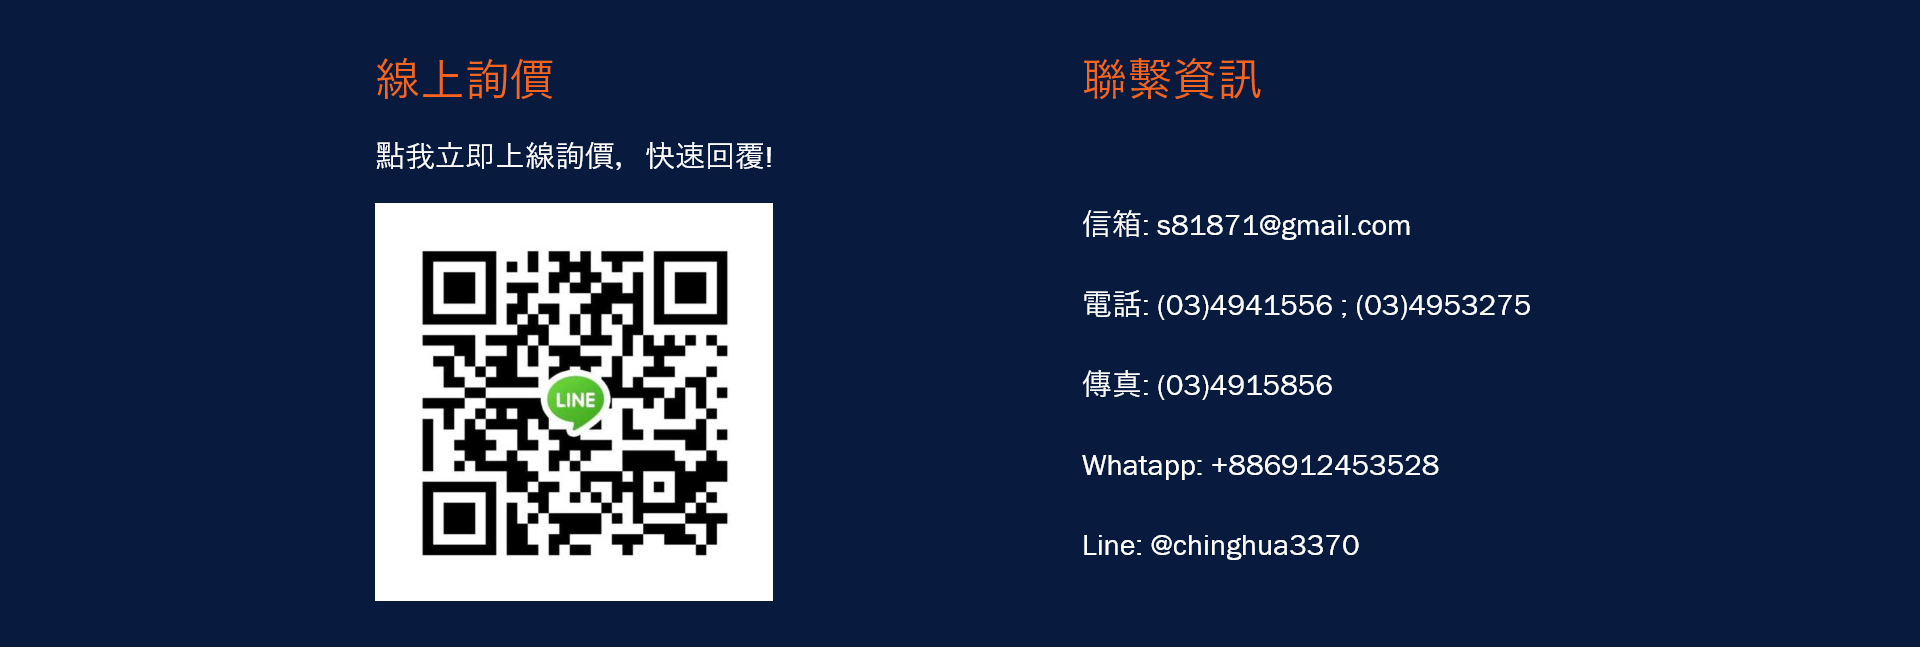 線上詢價
點我立即上線詢價，快速回覆!
LINE
聯繫資訊
信箱: s81871@gmail.com
電話: (03)4941556 ; (03)4953275
傳真: (03)4915856
Whatapp: +886912453528
Line: @chinghua3370